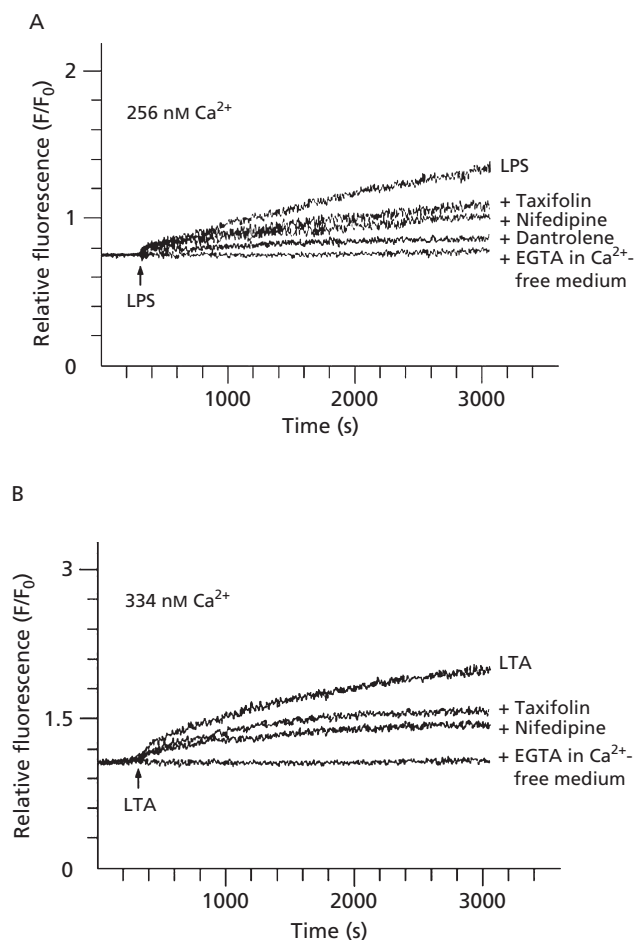 A
Relative fluorescence (F/F₀)
2
1
0
256 nM Ca²⁺
LPS
+ Taxifolin
+ Nifedipine
+ Dantrolene
+ EGTA in Ca²⁺-
free medium
LPS
1000
2000
3000
Time (s)
B
Relative fluorescence (F/F₀)
3
1.5
0
334 nM Ca²⁺
LTA
+ Taxifolin
+ Nifedipine
+ EGTA in Ca²⁺-
free medium
LTA
1000
2000
3000
Time (s)